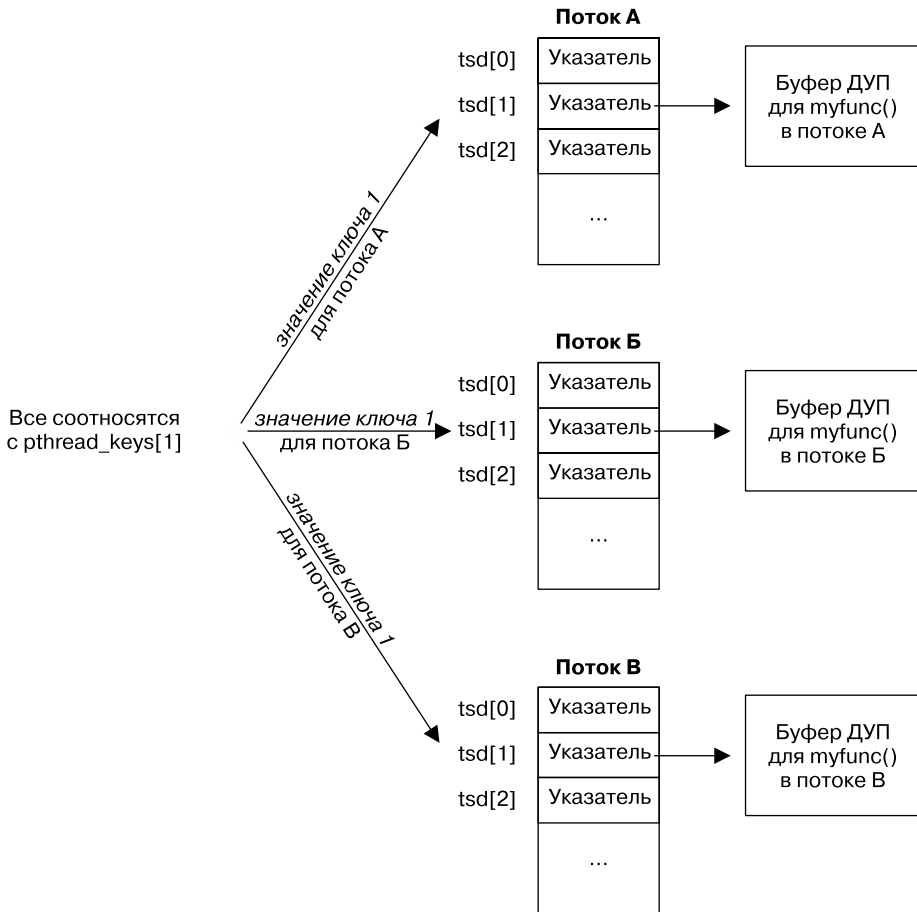 Поток А
tsd[0]
Указатель
tsd[1]
Указатель
tsd[2]
Указатель
...
Буфер ДУП
для myfunc()
в потоке А
значение ключа 1
для потока А
Поток Б
tsd[0]
Указатель
tsd[1]
Указатель
tsd[2]
Указатель
...
Буфер ДУП
для myfunc()
в потоке Б
Все соотносятся
с pthread_keys[1]
значение ключа 1
для потока Б
значение ключа 1
для потока В
Поток В
tsd[0]
Указатель
tsd[1]
Указатель
tsd[2]
Указатель
...
Буфер ДУП
для myfunc()
в потоке В